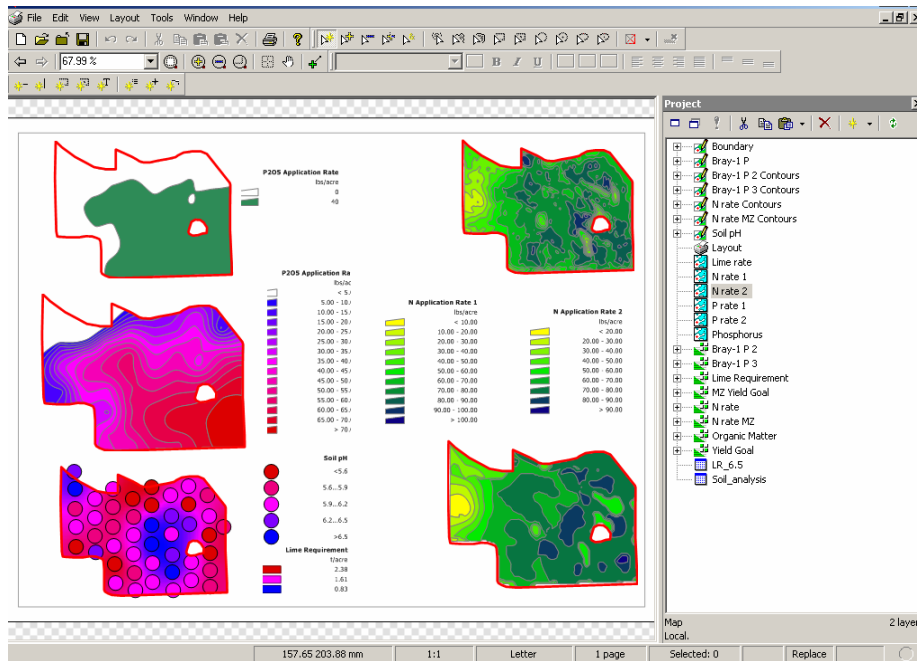 File Edit View Layout Tools Window Help
67.99 %
B I U
Project
Boundary
Bray-1 P
Bray-1 P 2 Contours
Bray-1 P 3 Contours
N rate Contours
N rate MZ Contours
Soil pH
Layout
Lime rate
N rate 1
N rate 2
P rate 1
P rate 2
Phosphorus
Bray-1 P 2
Bray-1 P 3
Lime Requirement
MZ Yield Goal
N rate
N rate MZ
Organic Matter
Yield Goal
LR_6.5
Soil_analysis
P2O5 Application Rate
lbs/acre
0
40
P2O5 Application Ra
lbs/ac
< 5.
5.00 - 10.
10.00 - 15.
15.00 - 20.
20.00 - 25.
25.00 - 30.
30.00 - 35.
35.00 - 40.
40.00 - 45.
45.00 - 50.
50.00 - 55.
55.00 - 60.
60.00 - 65.
65.00 - 70.
> 70.
N Application Rate 1
lbs/acre
< 10.00
10.00 - 20.00
20.00 - 30.00
30.00 - 40.00
40.00 - 50.00
50.00 - 60.00
60.00 - 70.00
70.00 - 80.00
80.00 - 90.00
90.00 - 100.00
> 100.00
N Application Rate 2
lbs/acre
< 20.00
20.00 - 30.00
30.00 - 40.00
40.00 - 50.00
50.00 - 60.00
60.00 - 70.00
70.00 - 80.00
80.00 - 90.00
> 90.00
Soil pH
<5.6
5.6..5.9
5.9..6.2
6.2..6.5
>6.5
Lime Requirement
t/acre
2.38
1.61
0.83
Map 2 layer
Local.
157.65 203.88 mm 1:1 Letter 1 page Selected: 0 Replace